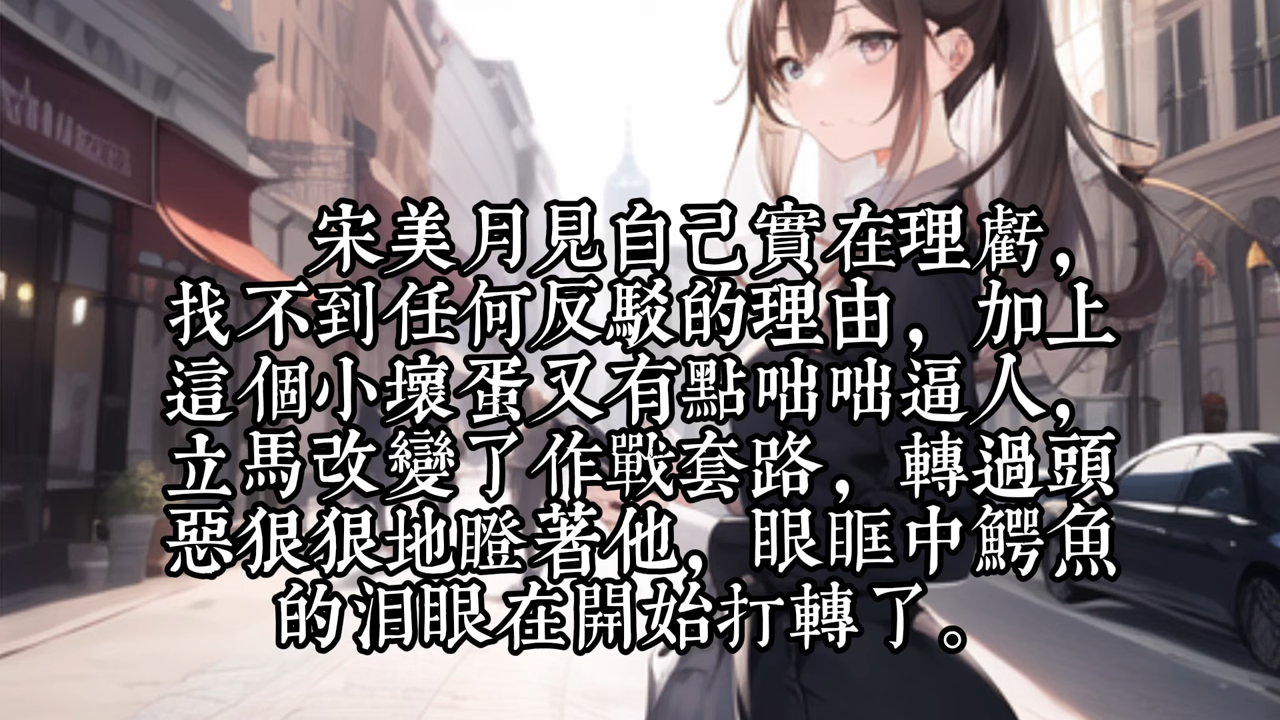 宋美月見自己實在理虧，
找不到任何反駁的理由，加上
這個小壞蛋又有點咄咄逼人，
立馬改變了作戰套路，轉過頭
惡狠狠地瞪著他，眼眶中鰐魚
的泪眼在開始打轉了。